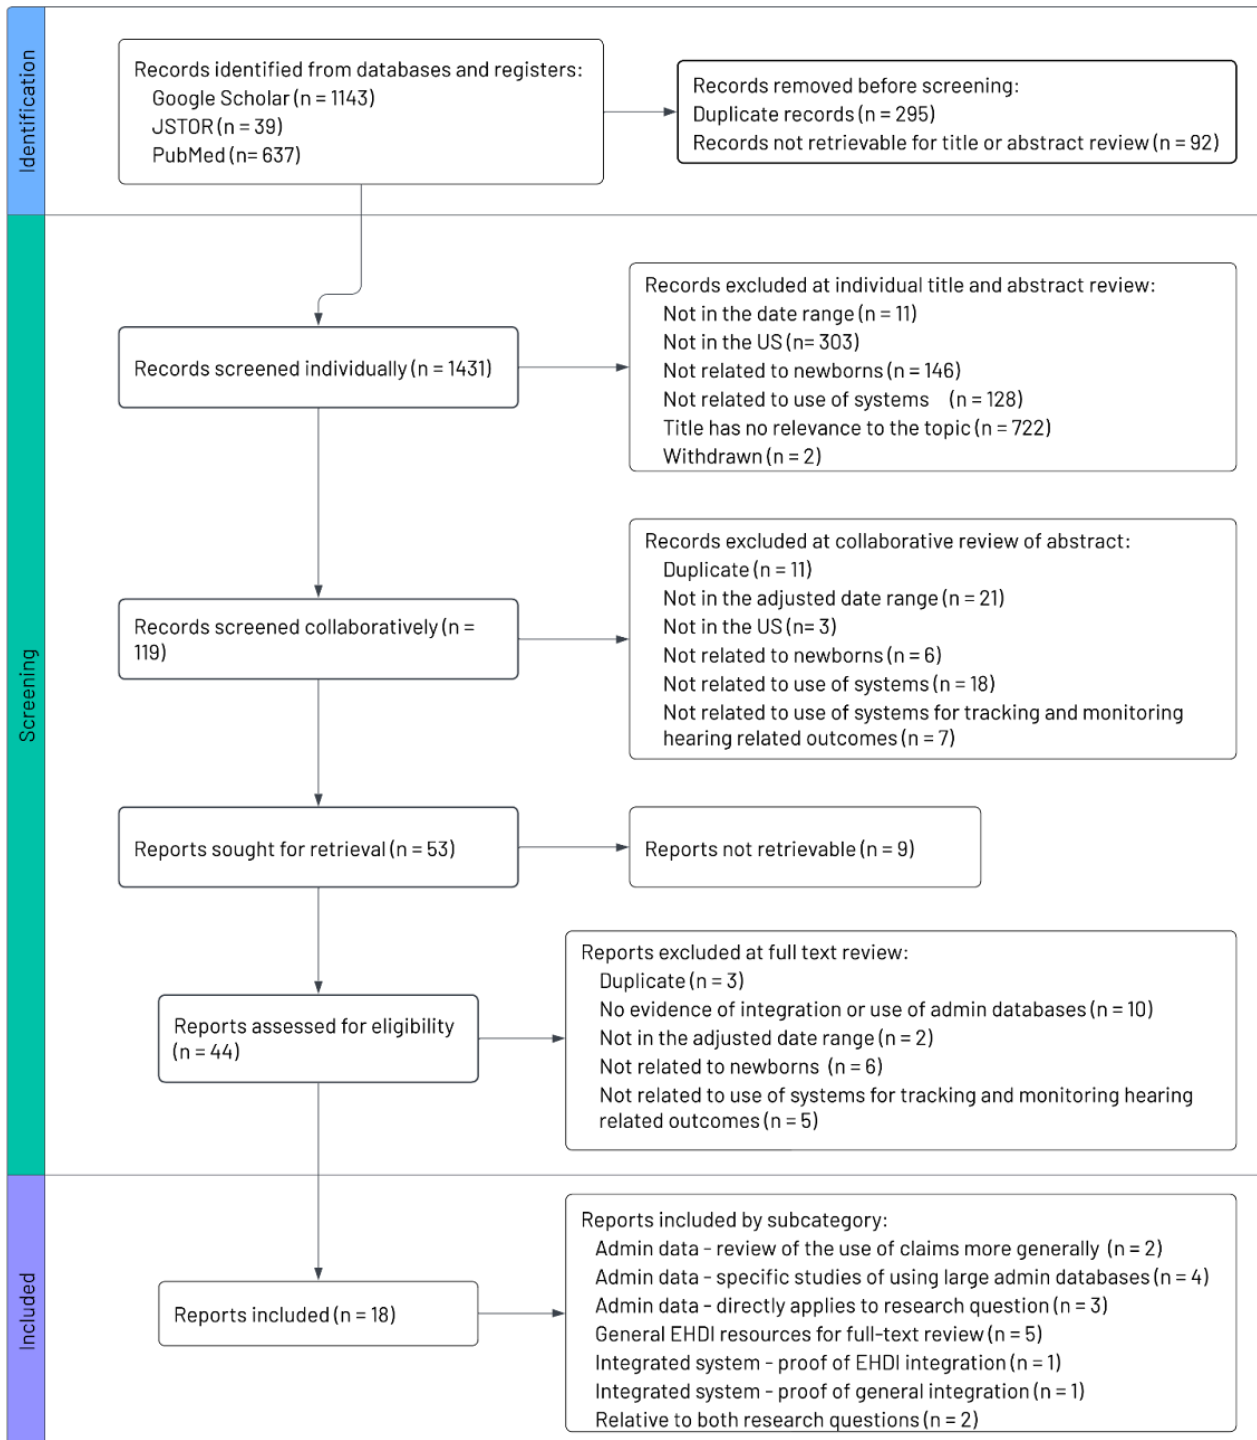 Identification
Records identified from databases and registers:
Google Scholar (n = 1143)
JSTOR (n = 39)
PubMed (n= 637)
Records removed before screening:
Duplicate records (n = 295)
Records not retrievable for title or abstract review (n = 92)
Screening
Records screened individually (n = 1431)
Records excluded at individual title and abstract review:
Not in the date range (n = 11)
Not in the US (n= 303)
Not related to newborns (n = 146)
Not related to use of systems (n = 128)
Title has no relevance to the topic (n = 722)
Withdrawn (n = 2)
Records screened collaboratively (n =
119)
Records excluded at collaborative review of abstract:
Duplicate (n = 11)
Not in the adjusted date range (n = 21)
Not in the US (n= 3)
Not related to newborns (n = 6)
Not related to use of systems (n = 18)
Not related to use of systems for tracking and monitoring
hearing related outcomes (n = 7)
Reports sought for retrieval (n = 53)
Reports not retrievable (n = 9)
Reports assessed for eligibility
(n = 44)
Reports excluded at full text review:
Duplicate (n = 3)
No evidence of integration or use of admin databases (n = 10)
Not in the adjusted date range (n = 2)
Not related to newborns (n = 6)
Not related to use of systems for tracking and monitoring hearing
related outcomes (n = 5)
Included
Reports included (n = 18)
Reports included by subcategory:
Admin data - review of the use of claims more generally (n = 2)
Admin data - specific studies of using large admin databases (n = 4)
Admin data - directly applies to research question (n = 3)
General EHDI resources for full-text review (n = 5)
Integrated system - proof of EHDI integration (n = 1)
Integrated system - proof of general integration (n = 1)
Relative to both research questions (n = 2)